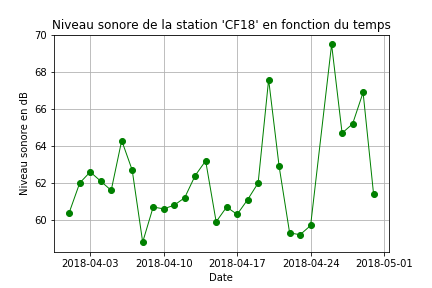 Niveau sonore de la station 'CF18' en fonction du temps
70
68
66
64
62
60
Niveau sonore en dB
2018-04-03 2018-04-10 2018-04-17 2018-04-24 2018-05-01
Date